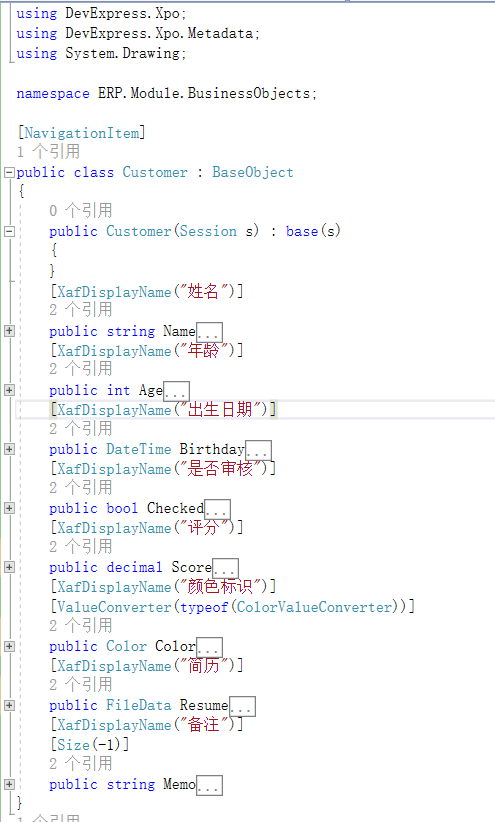 using DevExpress.Xpo;
using DevExpress.Xpo.Metadata;
using System.Drawing;
namespace ERP.Module.BusinessObjects;
[NavigationItem]
1 个引用
public class Customer : BaseObject
{
0 个引用
public Customer(Session s) : base(s)
{
}
[XafDisplayName("姓名")]
2 个引用
public string Name...
[XafDisplayName("年龄")]
2 个引用
public int Age...
[XafDisplayName("出生日期")]
2 个引用
public DateTime Birthday...
[XafDisplayName("是否审核")]
2 个引用
public bool Checked...
[XafDisplayName("评分")]
2 个引用
public decimal Score...
[XafDisplayName("颜色标识")]
[ValueConverter(typeof(ColorValueConverter))]
2 个引用
public Color Color...
[XafDisplayName("简历")]
2 个引用
public FileData Resume...
[XafDisplayName("备注")]
[Size(-1)]
2 个引用
public string Memo...
}
1 个引用